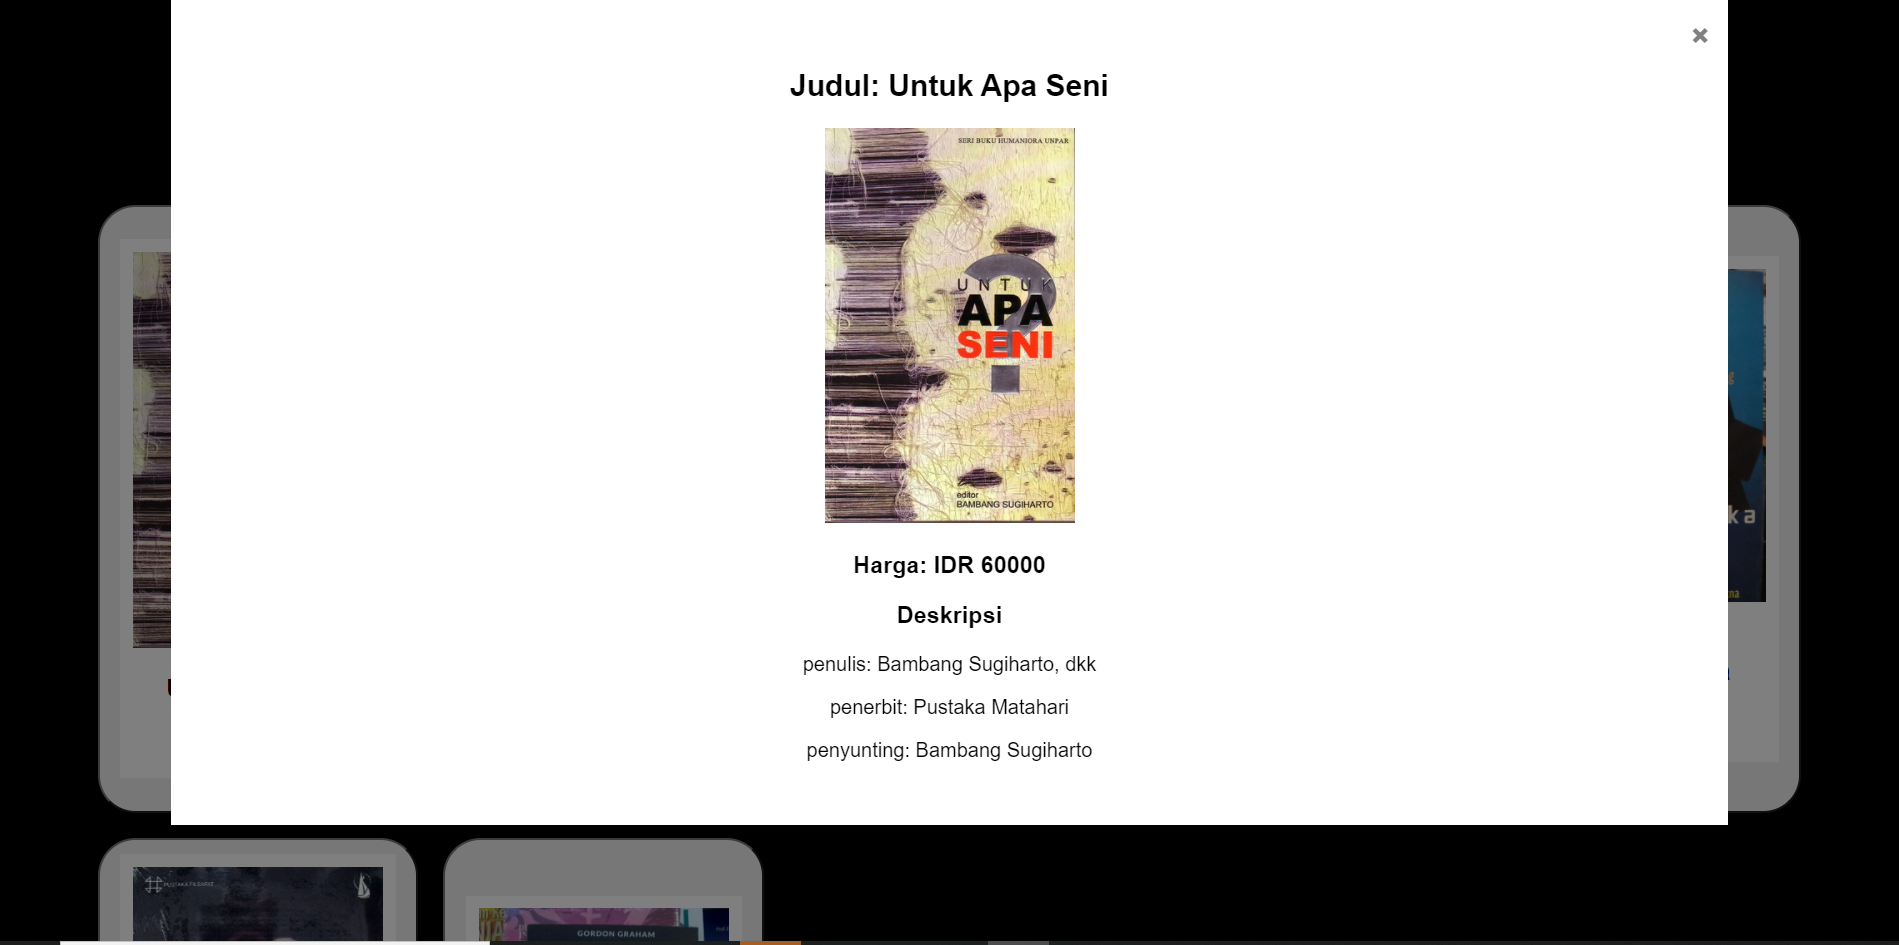 ×
Judul: Untuk Apa Seni
SERI BUKU HUMANIORA UNPAR
UNTUK
APA
SENI
?
editor
BAMBANG SUGIHARTO
Harga: IDR 60000
Deskripsi
penulis: Bambang Sugiharto, dkk
penerbit: Pustaka Matahari
penyunting: Bambang Sugiharto
PUSTAKA FILSAFAT
GORDON GRAHAM